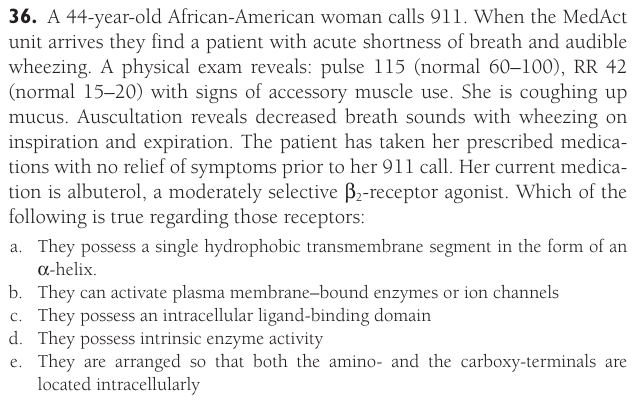 36. A 44-year-old African-American woman calls 911. When the MedAct
unit arrives they find a patient with acute shortness of breath and audible
wheezing. A physical exam reveals: pulse 115 (normal 60–100), RR 42
(normal 15–20) with signs of accessory muscle use. She is coughing up
mucus. Auscultation reveals decreased breath sounds with wheezing on
inspiration and expiration. The patient has taken her prescribed medica-
tions with no relief of symptoms prior to her 911 call. Her current medica-
tion is albuterol, a moderately selective β₂-receptor agonist. Which of the
following is true regarding those receptors:
a. They possess a single hydrophobic transmembrane segment in the form of an
α-helix.
b. They can activate plasma membrane–bound enzymes or ion channels
c. They possess an intracellular ligand-binding domain
d. They possess intrinsic enzyme activity
e. They are arranged so that both the amino- and the carboxy-terminals are
located intracellularly